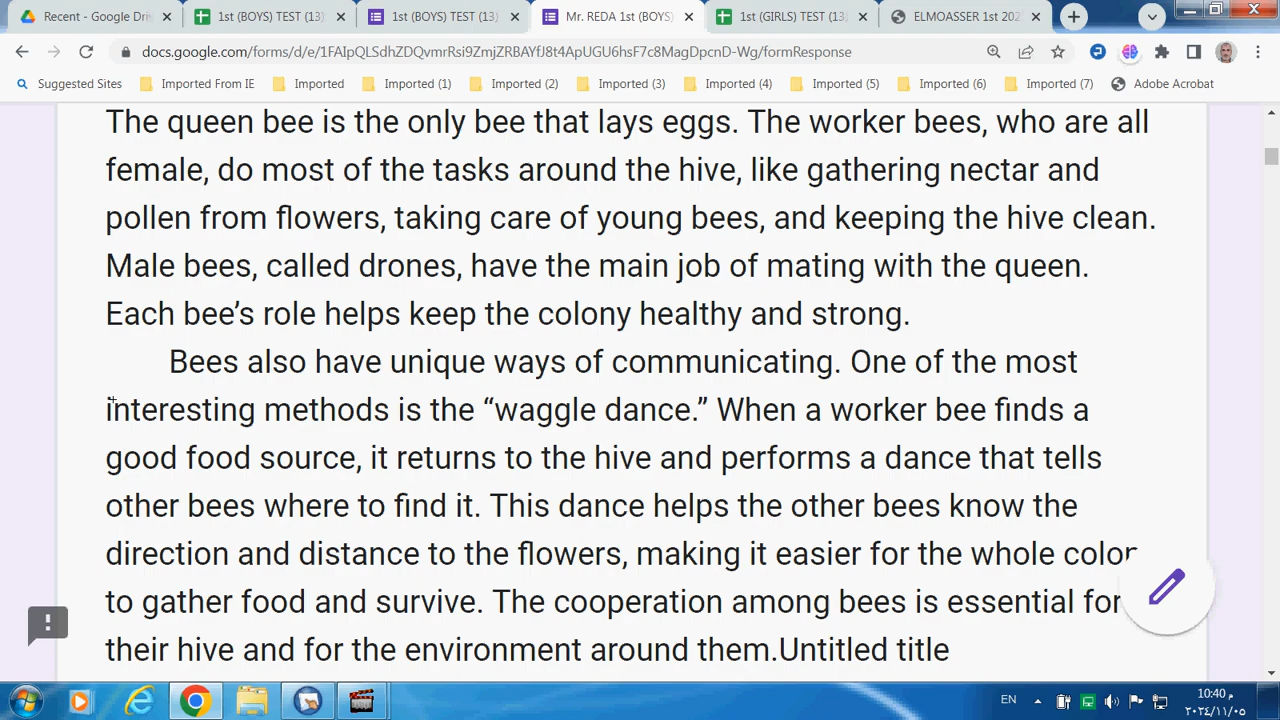 Recent - Google Dri
1st (BOYS) TEST (13)
1st (BOYS) TEST (
Mr. REDA 1st (BOYS)
1st (GIRLS) TEST (13
ELMOASSER 1st 202
docs.google.com/forms/d/e/1FAIpQLSdhZDQvmrRsi9ZmjZRBAYfJ8t4ApUGU6hsF7c8MagDpcnD-Wg/formResponse
Suggested Sites
Imported From IE
Imported
Imported (1)
Imported (2)
Imported (3)
Imported (4)
Imported (5)
Imported (6)
Imported (7)
Adobe Acrobat
The queen bee is the only bee that lays eggs. The worker bees, who are all
female, do most of the tasks around the hive, like gathering nectar and
pollen from flowers, taking care of young bees, and keeping the hive clean.
Male bees, called drones, have the main job of mating with the queen.
Each bee’s role helps keep the colony healthy and strong.
Bees also have unique ways of communicating. One of the most
interesting methods is the “waggle dance.” When a worker bee finds a
good food source, it returns to the hive and performs a dance that tells
other bees where to find it. This dance helps the other bees know the
direction and distance to the flowers, making it easier for the whole color
to gather food and survive. The cooperation among bees is essential for
their hive and for the environment around them.Untitled title
EN
10:40 م
٢٠٢٤/١١/٠٥